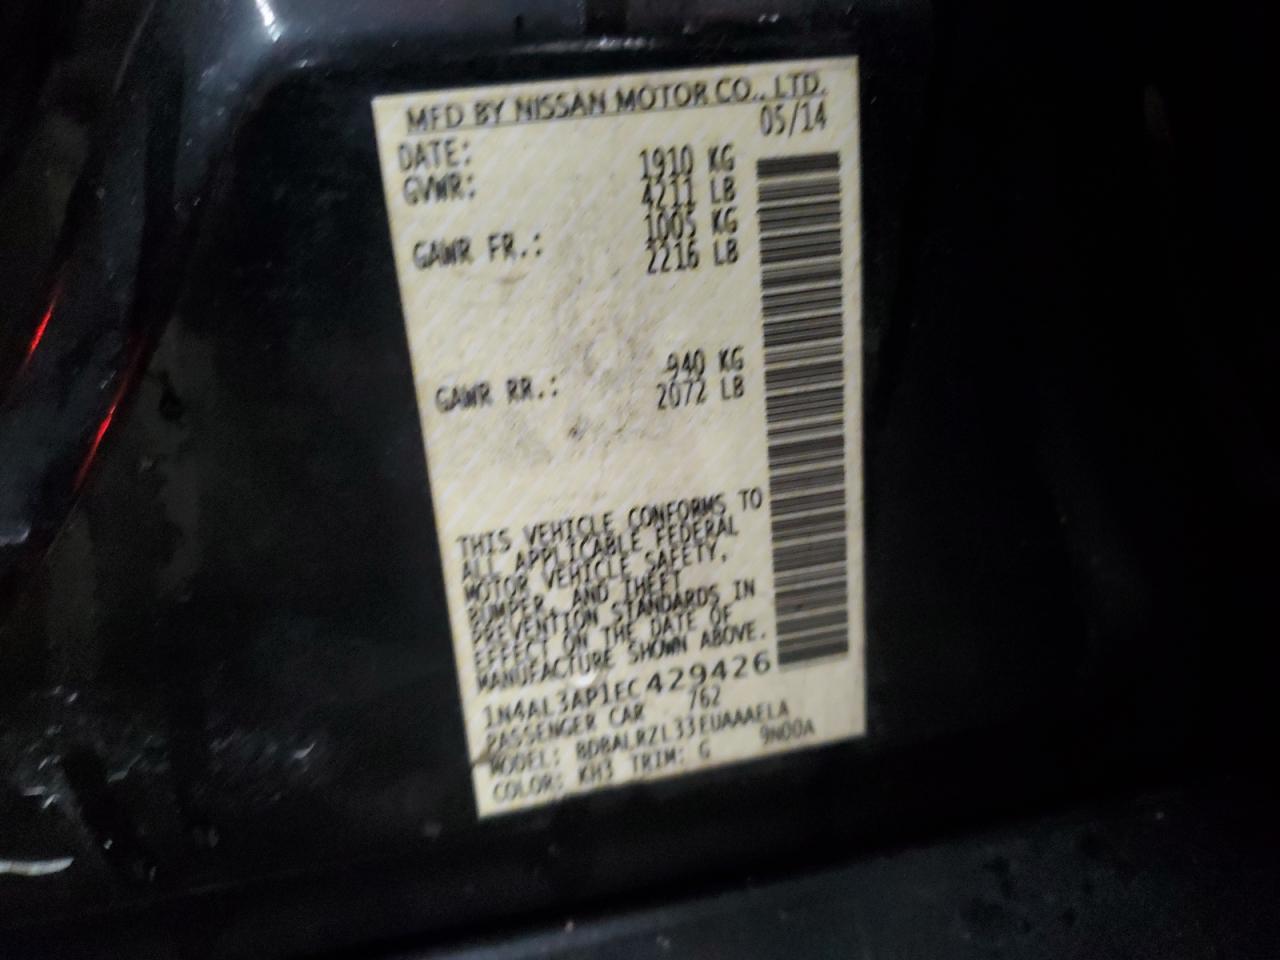 MFD BY NISSAN MOTOR CO., LTD.
DATE: 05/14
GVWR: 1910 KG
4211 LB
GAWR FR.: 1005 KG
2216 LB
GAWR RR.: 940 KG
2072 LB
THIS VEHICLE CONFORMS TO
ALL APPLICABLE FEDERAL
MOTOR VEHICLE SAFETY,
BUMPER, AND THEFT
PREVENTION STANDARDS IN
EFFECT ON THE DATE OF
MANUFACTURE SHOWN ABOVE.
1N4AL3AP1EC429426
PASSENGER CAR 762
MODEL: BDBALRZL33EUAAAELA
COLOR: KH3 TRIM: G 9N00A